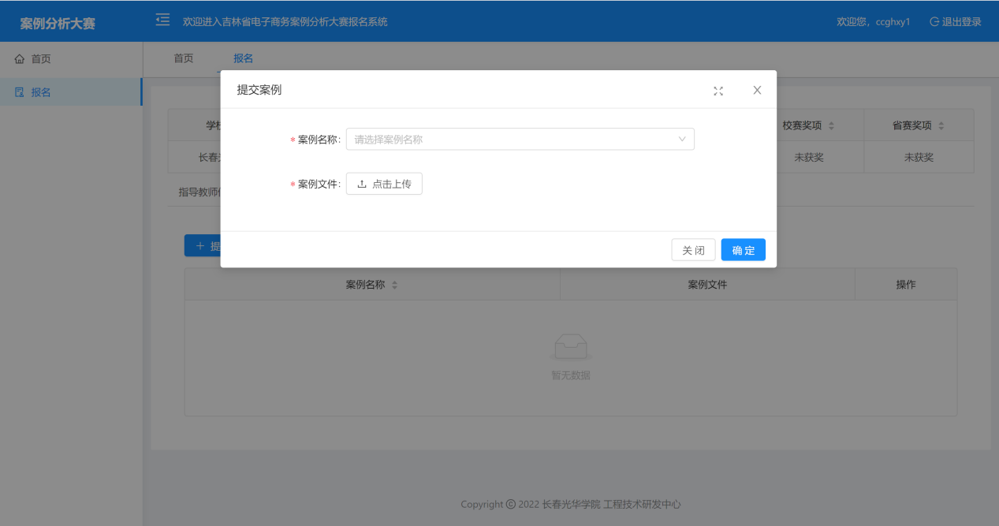 案例分析大赛
欢迎进入吉林省电子商务案例分析大赛报名系统
欢迎您，ccghxy1
退出登录
首页
报名
首页
报名
提交案例
学校
校赛奖项
省赛奖项
* 案例名称：
请选择案例名称
长春
未获奖
未获奖
* 案例文件：
点击上传
指导教师
关 闭
确 定
+ 提
案例名称
案例文件
操作
暂无数据
Copyright © 2022 长春光华学院 工程技术研发中心